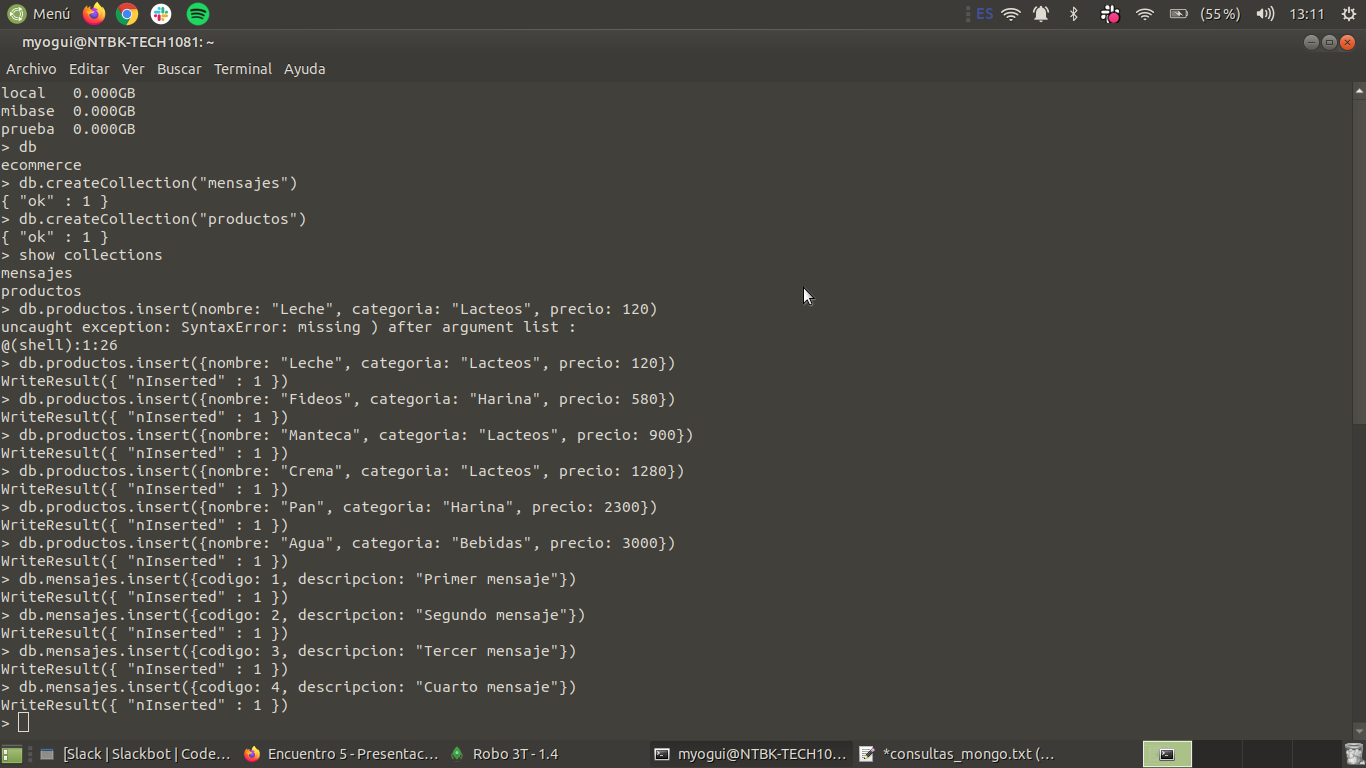 Menú
ES
(55%)
13:11
myogui@NTBK-TECH1081: ~
Archivo Editar Ver Buscar Terminal Ayuda
local   0.000GB
mibase  0.000GB
prueba  0.000GB
> db
ecommerce
> db.createCollection("mensajes")
{ "ok" : 1 }
> db.createCollection("productos")
{ "ok" : 1 }
> show collections
mensajes
productos
> db.productos.insert(nombre: "Leche", categoria: "Lacteos", precio: 120)
uncaught exception: SyntaxError: missing ) after argument list :
@(shell):1:26
> db.productos.insert({nombre: "Leche", categoria: "Lacteos", precio: 120})
WriteResult({ "nInserted" : 1 })
> db.productos.insert({nombre: "Fideos", categoria: "Harina", precio: 580})
WriteResult({ "nInserted" : 1 })
> db.productos.insert({nombre: "Manteca", categoria: "Lacteos", precio: 900})
WriteResult({ "nInserted" : 1 })
> db.productos.insert({nombre: "Crema", categoria: "Lacteos", precio: 1280})
WriteResult({ "nInserted" : 1 })
> db.productos.insert({nombre: "Pan", categoria: "Harina", precio: 2300})
WriteResult({ "nInserted" : 1 })
> db.productos.insert({nombre: "Agua", categoria: "Bebidas", precio: 3000})
WriteResult({ "nInserted" : 1 })
> db.mensajes.insert({codigo: 1, descripcion: "Primer mensaje"})
WriteResult({ "nInserted" : 1 })
> db.mensajes.insert({codigo: 2, descripcion: "Segundo mensaje"})
WriteResult({ "nInserted" : 1 })
> db.mensajes.insert({codigo: 3, descripcion: "Tercer mensaje"})
WriteResult({ "nInserted" : 1 })
> db.mensajes.insert({codigo: 4, descripcion: "Cuarto mensaje"})
WriteResult({ "nInserted" : 1 })
>
[Slack | Slackbot | Code...
Encuentro 5 - Presentac...
Robo 3T - 1.4
myogui@NTBK-TECH10...
*consultas_mongo.txt (...